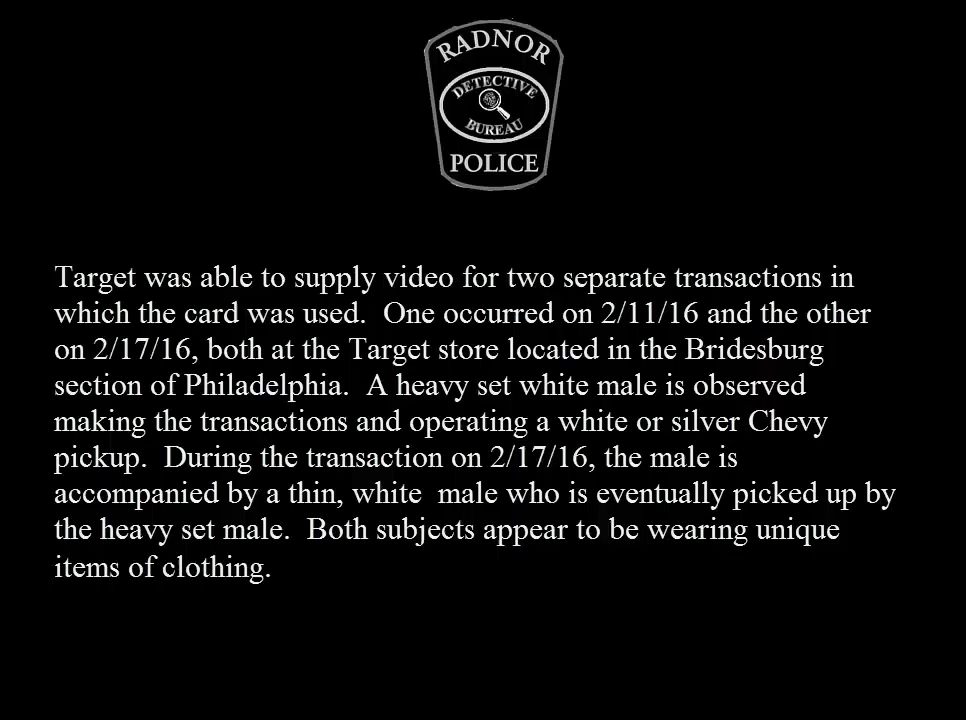 RADNOR
DETECTIVE
BUREAU
POLICE
Target was able to supply video for two separate transactions in
which the card was used.  One occurred on 2/11/16 and the other
on 2/17/16, both at the Target store located in the Bridesburg
section of Philadelphia.  A heavy set white male is observed
making the transactions and operating a white or silver Chevy
pickup.  During the transaction on 2/17/16, the male is
accompanied by a thin, white  male who is eventually picked up by
the heavy set male.  Both subjects appear to be wearing unique
items of clothing.